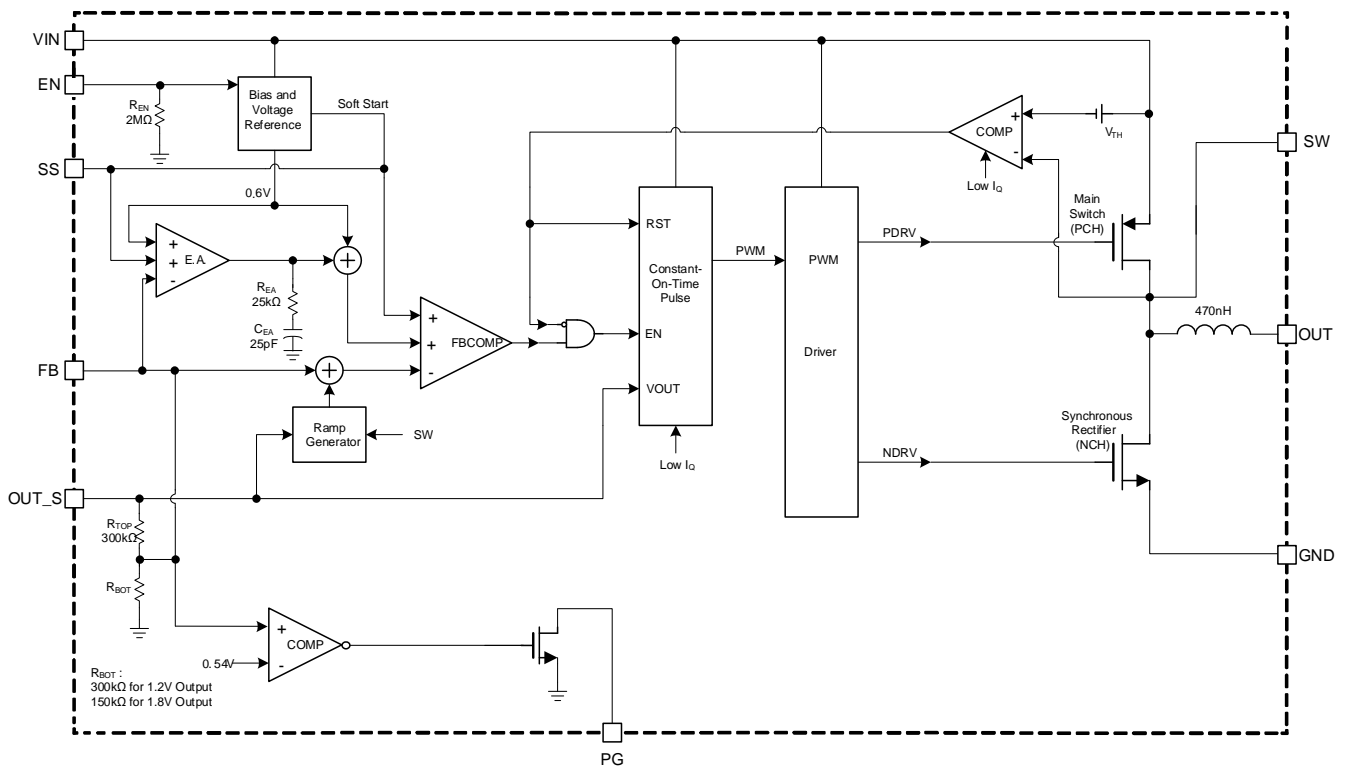 VIN
EN
R_EN
2MΩ
Bias and
Voltage
Reference
Soft Start
SS
0.6V
+
+
-
E.A.
+
R_EA
25kΩ
C_EA
25pF
FB
+
+
+
-
FBCOMP
Ramp
Generator
SW
OUT_S
R_TOP
300kΩ
R_BOT
+
-
COMP
0.54V
R_BOT :
300kΩ for 1.2V Output
150kΩ for 1.8V Output
PG
RST
Constant-
On-Time
Pulse
EN
VOUT
Low I_Q
PWM
PWM
Driver
PDRV
NDRV
COMP
+
-
Low I_Q
V_TH
Main
Switch
(PCH)
SW
470nH
OUT
Synchronous
Rectifier
(NCH)
GND